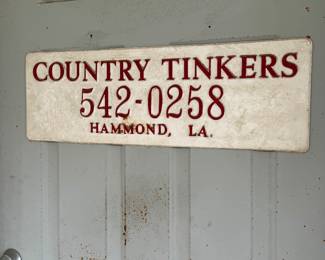 COUNTRY TINKERS
542-0258
HAMMOND, LA.